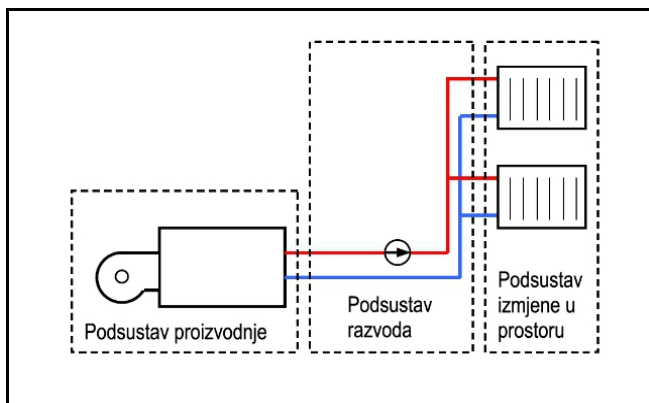 Podsustav proizvodnje
Podsustav
razvoda
Podsustav
izmjene u
prostoru